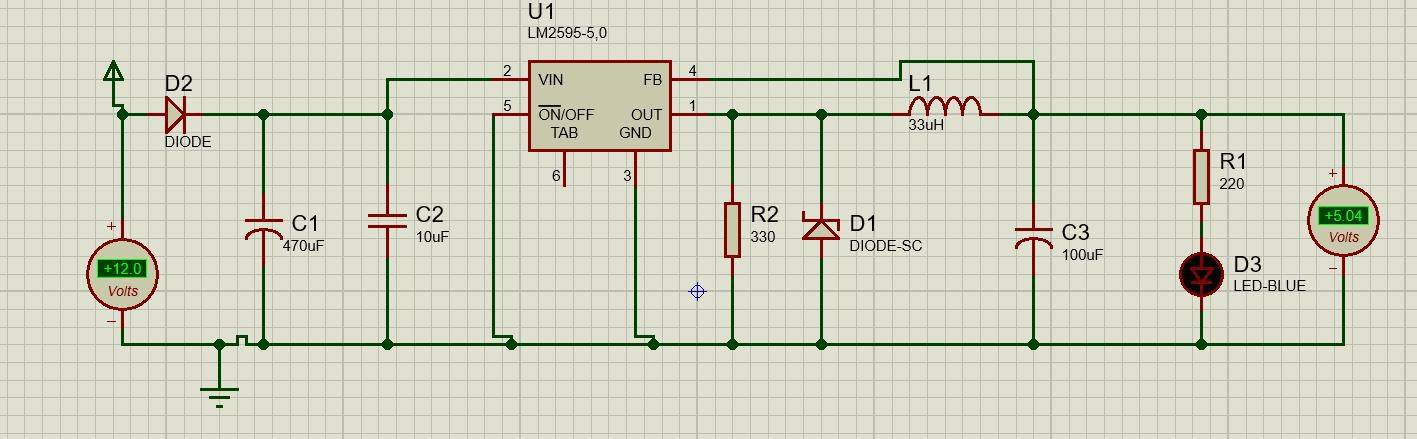 U1
LM2595-5,0
D2
DIODE
2
VIN
FB
4
5
ON/OFF
OUT
1
TAB
GND
6
3
L1
33uH
+
+12.0
Volts
−
C1
470uF
C2
10uF
R2
330
D1
DIODE-SC
C3
100uF
R1
220
D3
LED-BLUE
+
+5.04
Volts
−